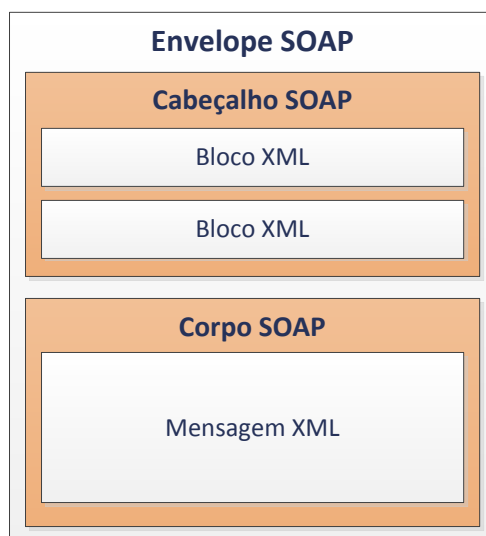 Envelope SOAP
Cabeçalho SOAP
Bloco XML
Bloco XML
Corpo SOAP
Mensagem XML